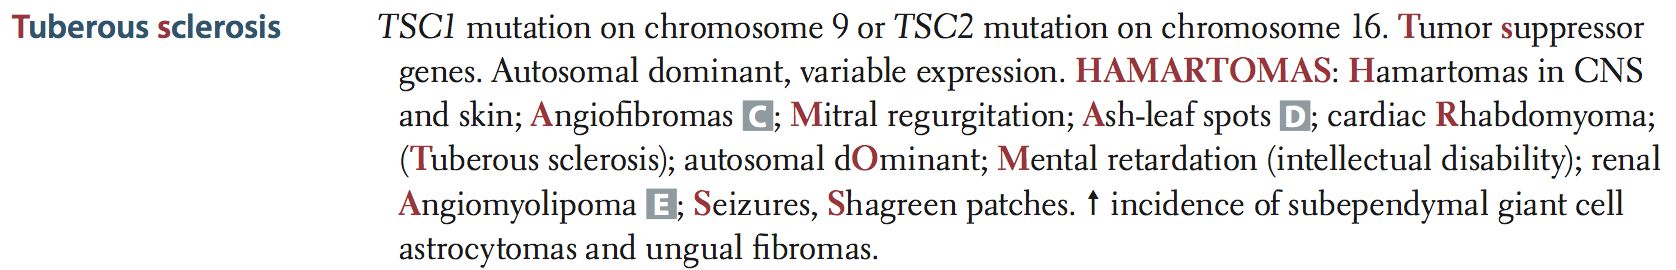 Tuberous sclerosis TSC1 mutation on chromosome 9 or TSC2 mutation on chromosome 16. Tumor suppressor
genes. Autosomal dominant, variable expression. HAMARTOMAS: Hamartomas in CNS
and skin; Angiofibromas C; Mitral regurgitation; Ash-leaf spots D; cardiac Rhabdomyoma;
(Tuberous sclerosis); autosomal dOminant; Mental retardation (intellectual disability); renal
Angiomyolipoma E; Seizures, Shagreen patches. ↑ incidence of subependymal giant cell
astrocytomas and ungual fibromas.